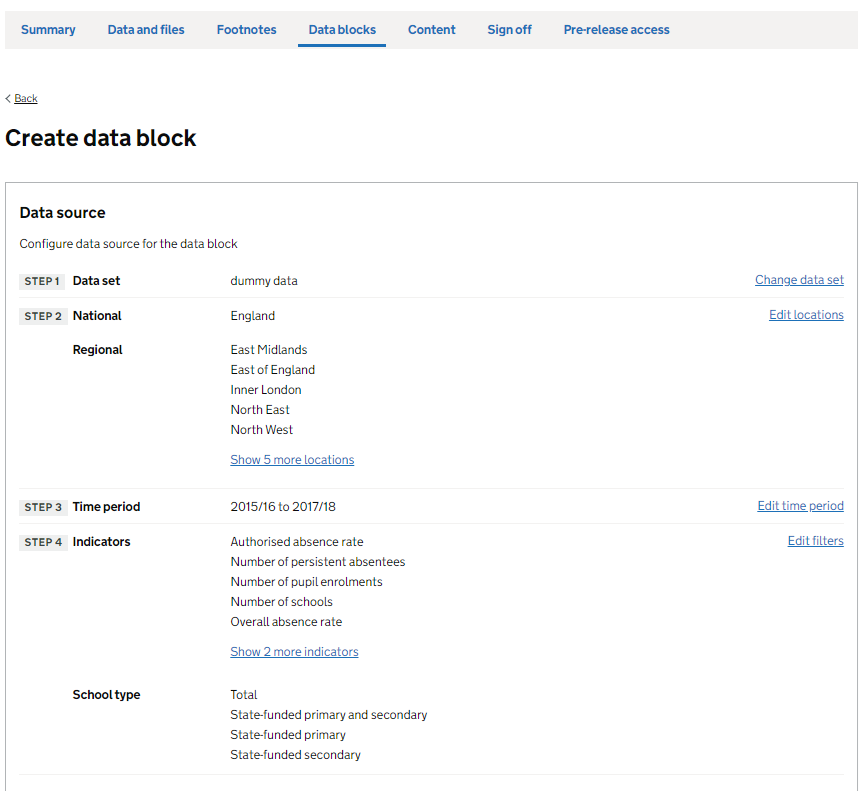 Summary Data and files Footnotes Data blocks Content Sign off Pre-release access
Back
Create data block
Data source
Configure data source for the data block
STEP 1 Data set dummy data Change data set
STEP 2 National England Edit locations
Regional East Midlands
East of England
Inner London
North East
North West
Show 5 more locations
STEP 3 Time period 2015/16 to 2017/18 Edit time period
STEP 4 Indicators Authorised absence rate Edit filters
Number of persistent absentees
Number of pupil enrolments
Number of schools
Overall absence rate
Show 2 more indicators
School type Total
State-funded primary and secondary
State-funded primary
State-funded secondary